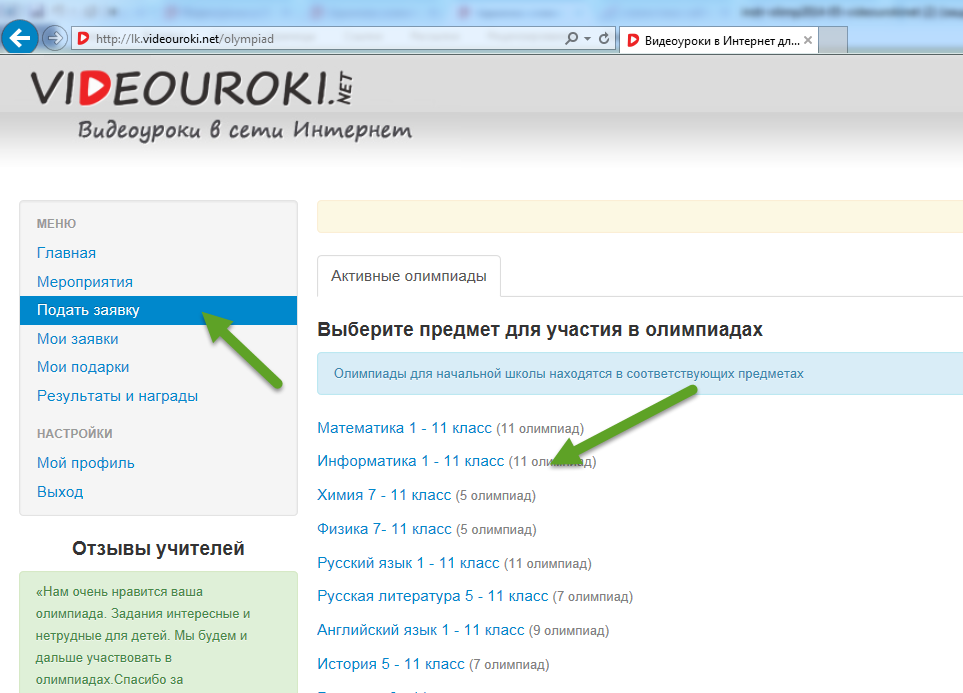 http://lk.videouroki.net/olympiad
Видеоуроки в Интернет дл...
VIDEOUROKI.NET
Видеоуроки в сети Интернет
МЕНЮ
Главная
Мероприятия
Подать заявку
Мои заявки
Мои подарки
Результаты и награды
НАСТРОЙКИ
Мой профиль
Выход
Отзывы учителей
«Нам очень нравится ваша
олимпиада. Задания интересные и
нетрудные для детей. Мы будем и
дальше участвовать в
олимпиадах.Спасибо за
Активные олимпиады
Выберите предмет для участия в олимпиадах
Олимпиады для начальной школы находятся в соответствующих предметах
Математика 1 - 11 класс (11 олимпиад)
Информатика 1 - 11 класс (11 олимпиад)
Химия 7 - 11 класс (5 олимпиад)
Физика 7- 11 класс (5 олимпиад)
Русский язык 1 - 11 класс (11 олимпиад)
Русская литература 5 - 11 класс (7 олимпиад)
Английский язык 1 - 11 класс (9 олимпиад)
История 5 - 11 класс (7 олимпиад)